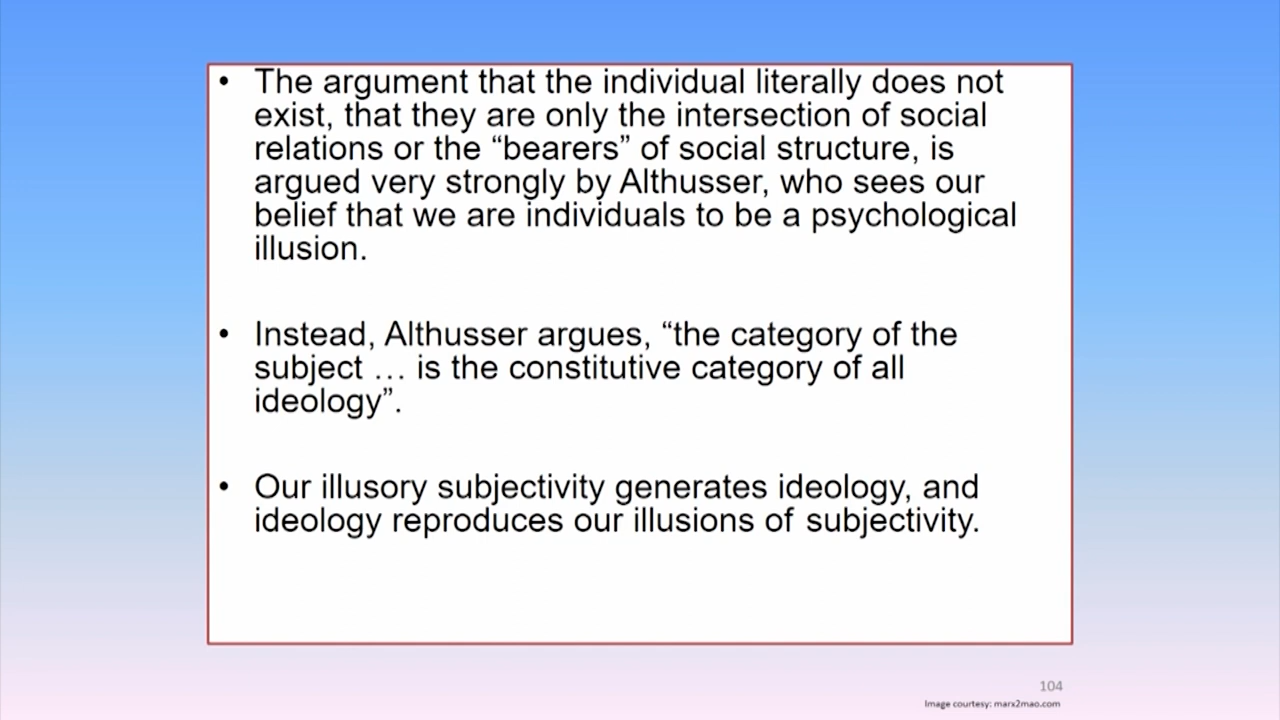 • The argument that the individual literally does not
exist, that they are only the intersection of social
relations or the “bearers” of social structure, is
argued very strongly by Althusser, who sees our
belief that we are individuals to be a psychological
illusion.
• Instead, Althusser argues, “the category of the
subject … is the constitutive category of all
ideology”.
• Our illusory subjectivity generates ideology, and
ideology reproduces our illusions of subjectivity.
104
Image courtesy: marx2mao.com